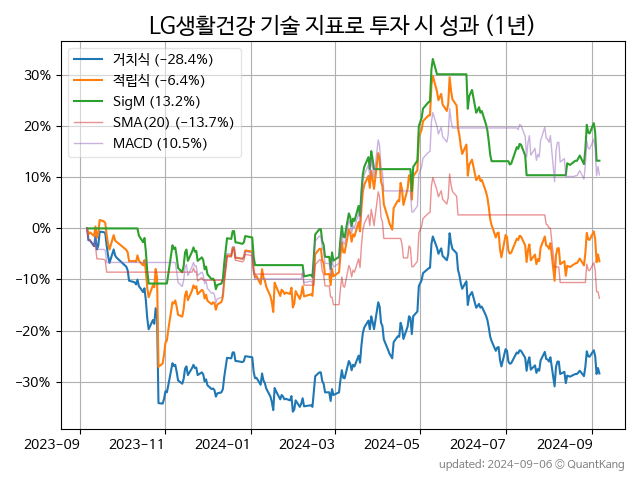 LG생활건강 기술 지표로 투자 시 성과 (1년)
거치식 (−28.4%)
적립식 (−6.4%)
SigM (13.2%)
SMA(20) (−13.7%)
MACD (10.5%)
30%
20%
10%
0%
−10%
−20%
−30%
2023-09 2023-11 2024-01 2024-03 2024-05 2024-07 2024-09
updated: 2024-09-06 © QuantKang